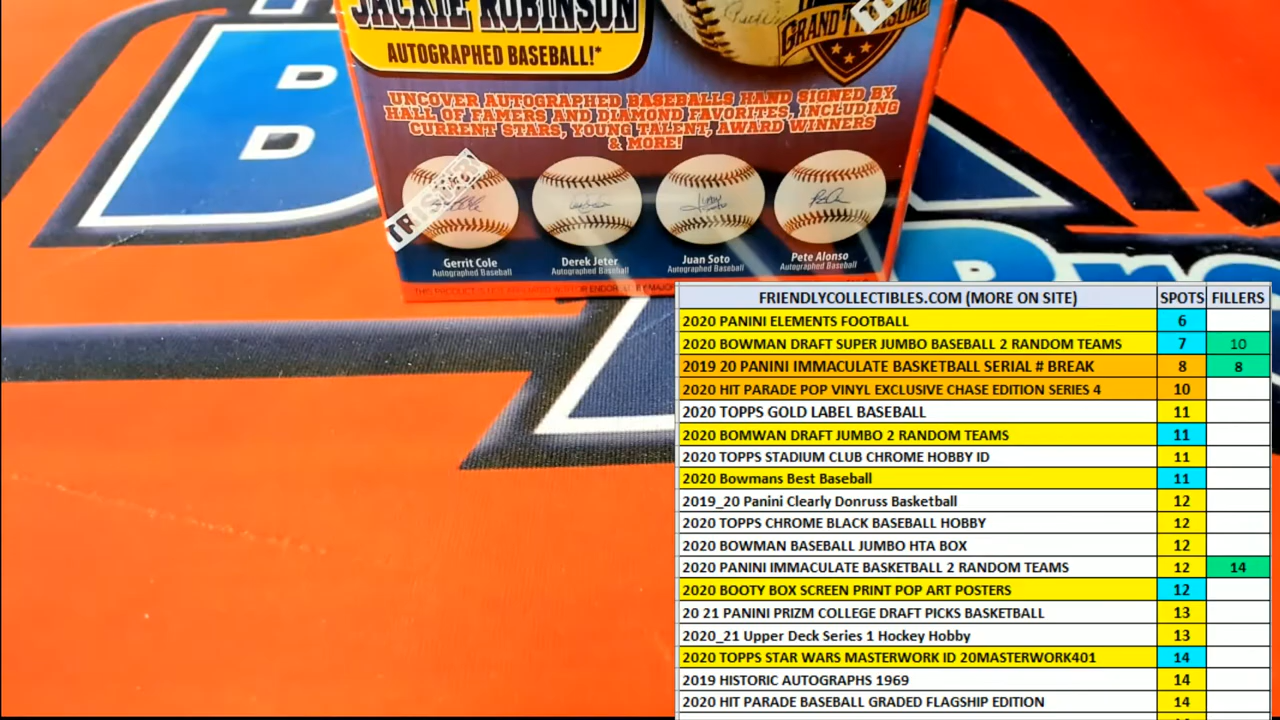 JACKIE ROBINSON
AUTOGRAPHED BASEBALL!*
GRAND TREASURE
UNCOVER AUTOGRAPHED BASEBALLS HAND SIGNED BY
HALL OF FAMERS AND DIAMOND FAVORITES, INCLUDING
CURRENT STARS, YOUNG TALENT, AWARD WINNERS
& MORE!
TRISTAR
Gerrit Cole
Autographed Baseball
Derek Jeter
Autographed Baseball
Juan Soto
Autographed Baseball
Pete Alonso
Autographed Baseball
FRIENDLYCOLLECTIBLES.COM (MORE ON SITE) SPOTS FILLERS
2020 PANINI ELEMENTS FOOTBALL 6
2020 BOWMAN DRAFT SUPER JUMBO BASEBALL 2 RANDOM TEAMS 7 10
2019 20 PANINI IMMACULATE BASKETBALL SERIAL # BREAK 8 8
2020 HIT PARADE POP VINYL EXCLUSIVE CHASE EDITION SERIES 4 10
2020 TOPPS GOLD LABEL BASEBALL 11
2020 BOMWAN DRAFT JUMBO 2 RANDOM TEAMS 11
2020 TOPPS STADIUM CLUB CHROME HOBBY ID 11
2020 Bowmans Best Baseball 11
2019_20 Panini Clearly Donruss Basketball 12
2020 TOPPS CHROME BLACK BASEBALL HOBBY 12
2020 BOWMAN BASEBALL JUMBO HTA BOX 12
2020 PANINI IMMACULATE BASKETBALL 2 RANDOM TEAMS 12 14
2020 BOOTY BOX SCREEN PRINT POP ART POSTERS 12
20 21 PANINI PRIZM COLLEGE DRAFT PICKS BASKETBALL 13
2020_21 Upper Deck Series 1 Hockey Hobby 13
2020 TOPPS STAR WARS MASTERWORK ID 20MASTERWORK401 14
2019 HISTORIC AUTOGRAPHS 1969 14
2020 HIT PARADE BASEBALL GRADED FLAGSHIP EDITION 14